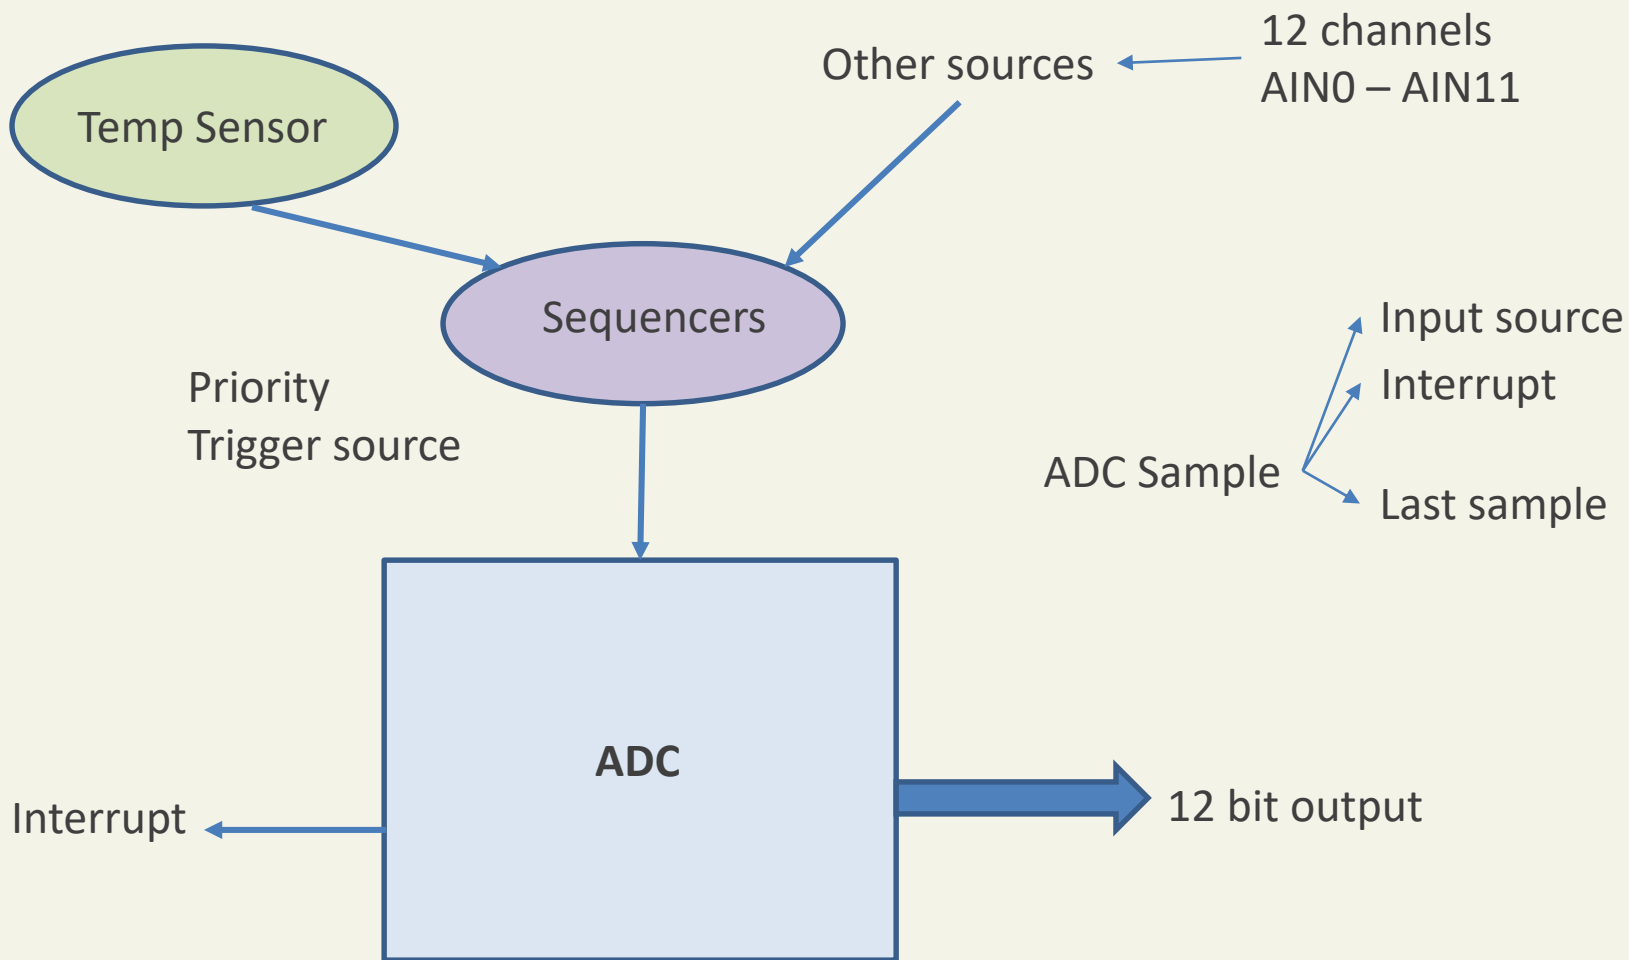 12 channels
Other sources
AIN0 – AIN11
Temp Sensor
Sequencers
Input source
Priority
Interrupt
Trigger source
ADC Sample
Last sample
ADC
Interrupt
12 bit output